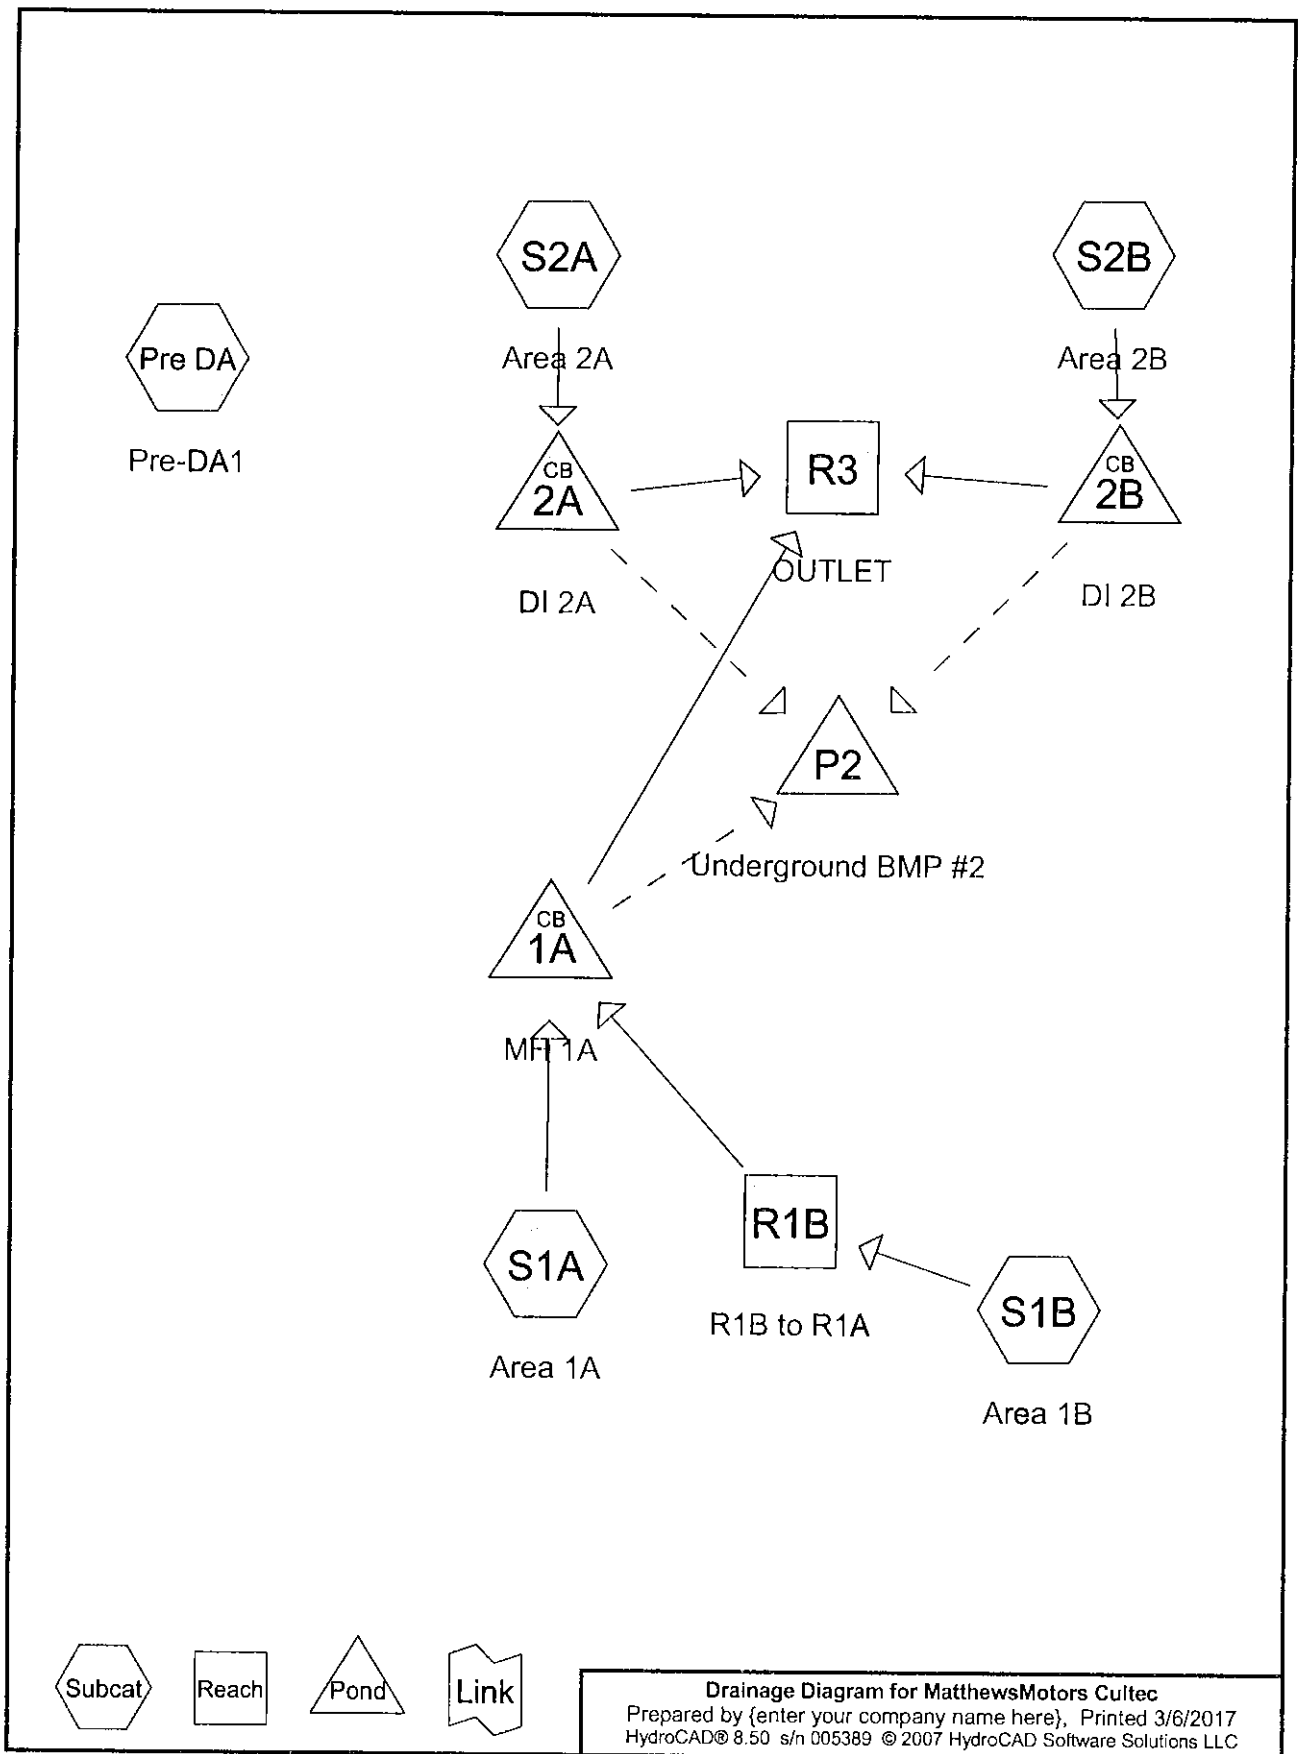 S2A
S2B
Area 2A
Area 2B
Pre DA
Pre-DA1
CB
2A
R3
CB
2B
OUTLET
DI 2A
DI 2B
P2
Underground BMP #2
CB
1A
MH 1A
R1B
S1A
S1B
R1B to R1A
Area 1A
Area 1B
Subcat
Reach
Pond
Link
Drainage Diagram for MatthewsMotors Cultec
Prepared by {enter your company name here}, Printed 3/6/2017
HydroCAD® 8.50 s/n 005389 © 2007 HydroCAD Software Solutions LLC